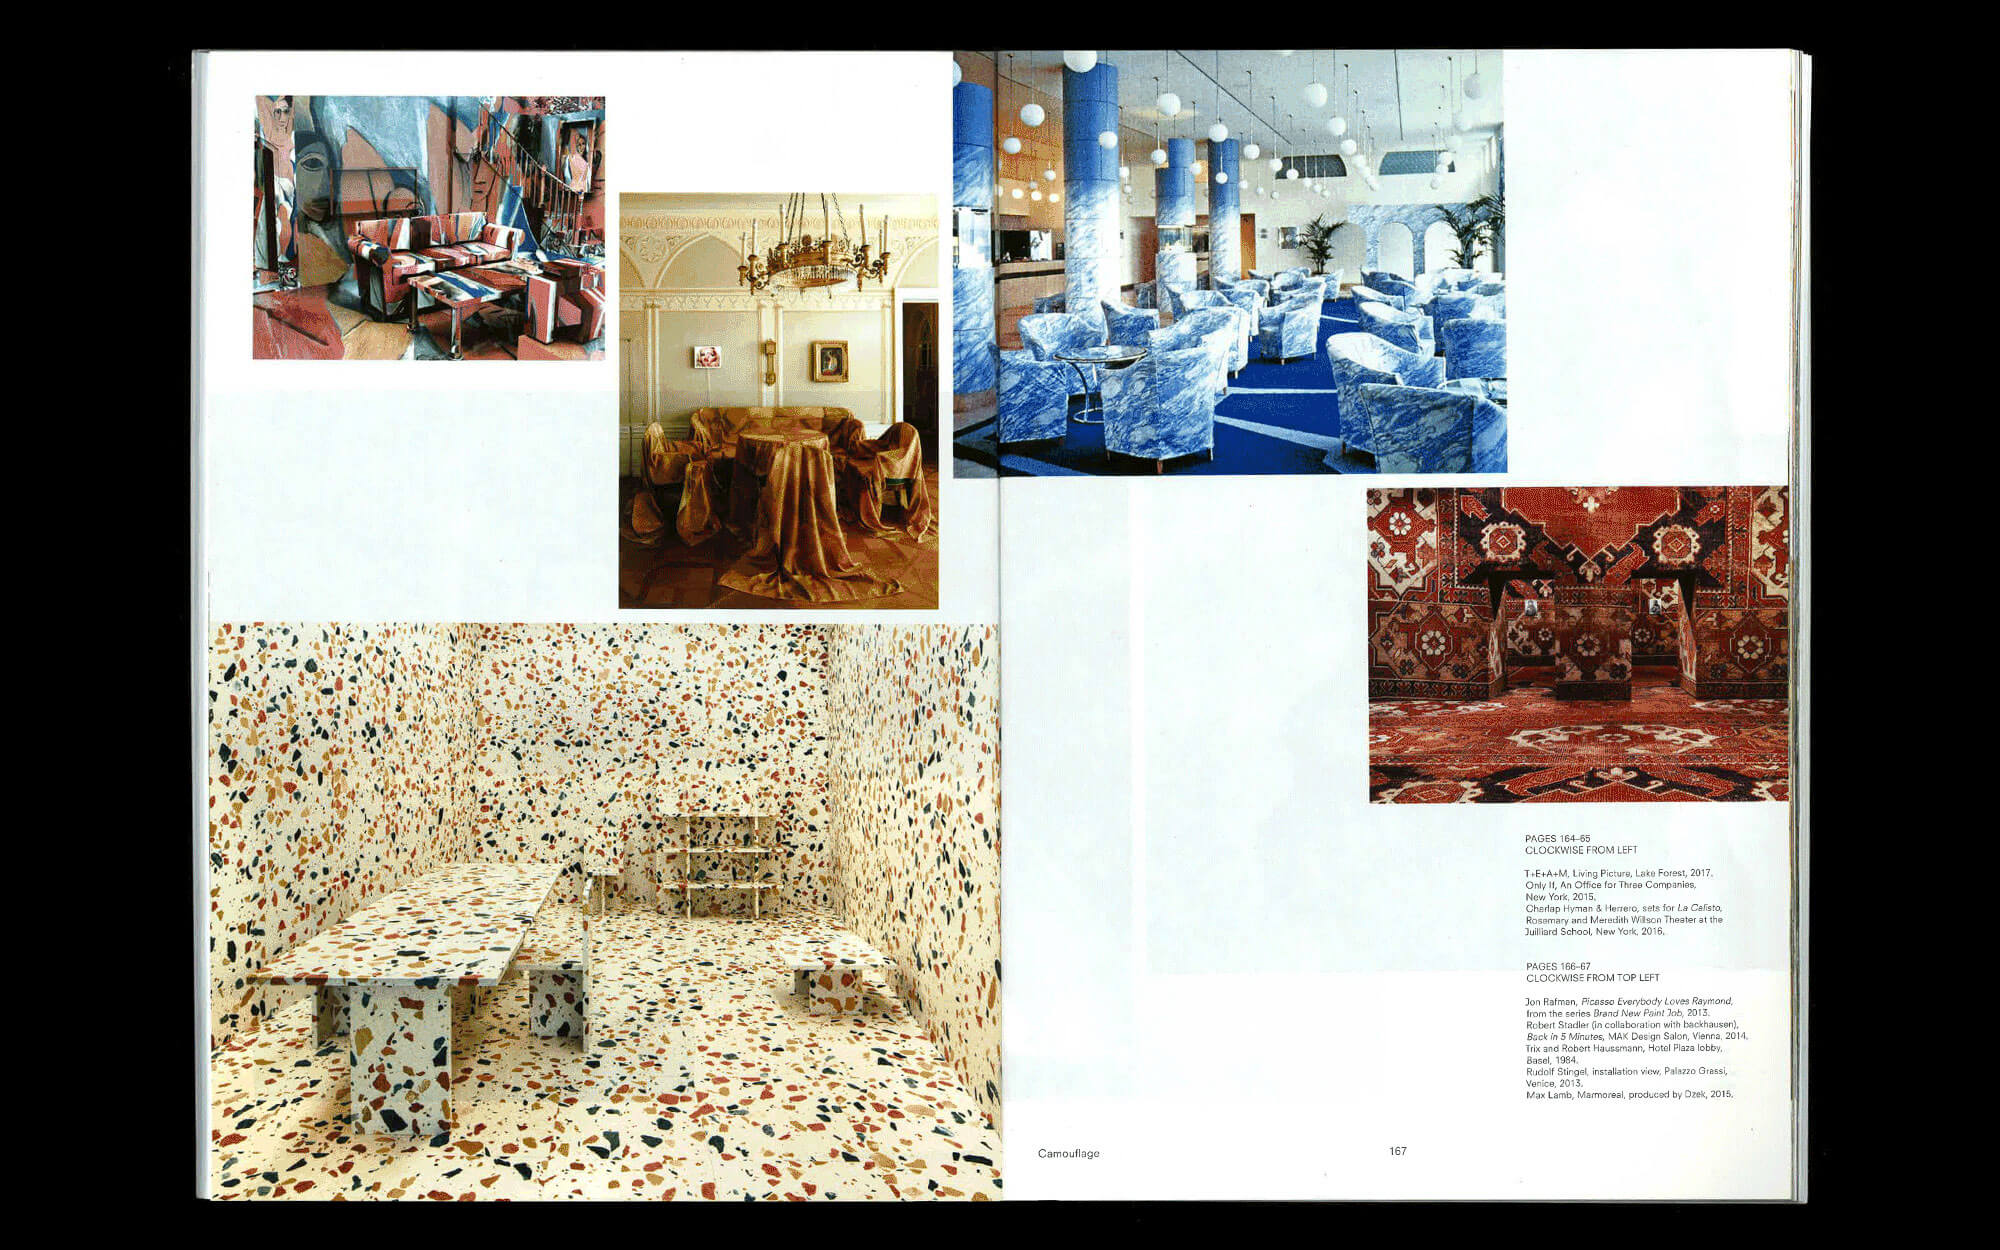 PAGES 164–65
CLOCKWISE FROM LEFT
T+E+A+M, Living Picture, Lake Forest, 2017.
Only If, An Office for Three Companies,
New York, 2015.
Charlap Hyman & Herrero, sets for La Calisto,
Rosemary and Meredith Willson Theater at the
Juilliard School, New York, 2016.
PAGES 166–67
CLOCKWISE FROM TOP LEFT
Jon Rafman, Picasso Everybody Loves Raymond,
from the series Brand New Paint Job, 2013.
Robert Stadler (in collaboration with backhausen),
Back in 5 Minutes, MAK Design Salon, Vienna, 2014.
Trix and Robert Haussmann, Hotel Plaza lobby,
Basel, 1984.
Rudolf Stingel, installation view, Palazzo Grassi,
Venice, 2013.
Max Lamb, Marmoreal, produced by Dzek, 2015.
Camouflage
167